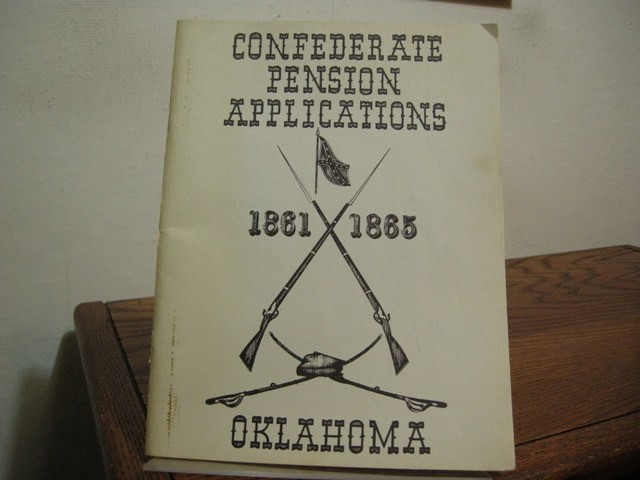 CONFEDERATE
PENSION
APPLICATIONS
1861 1865
OKLAHOMA